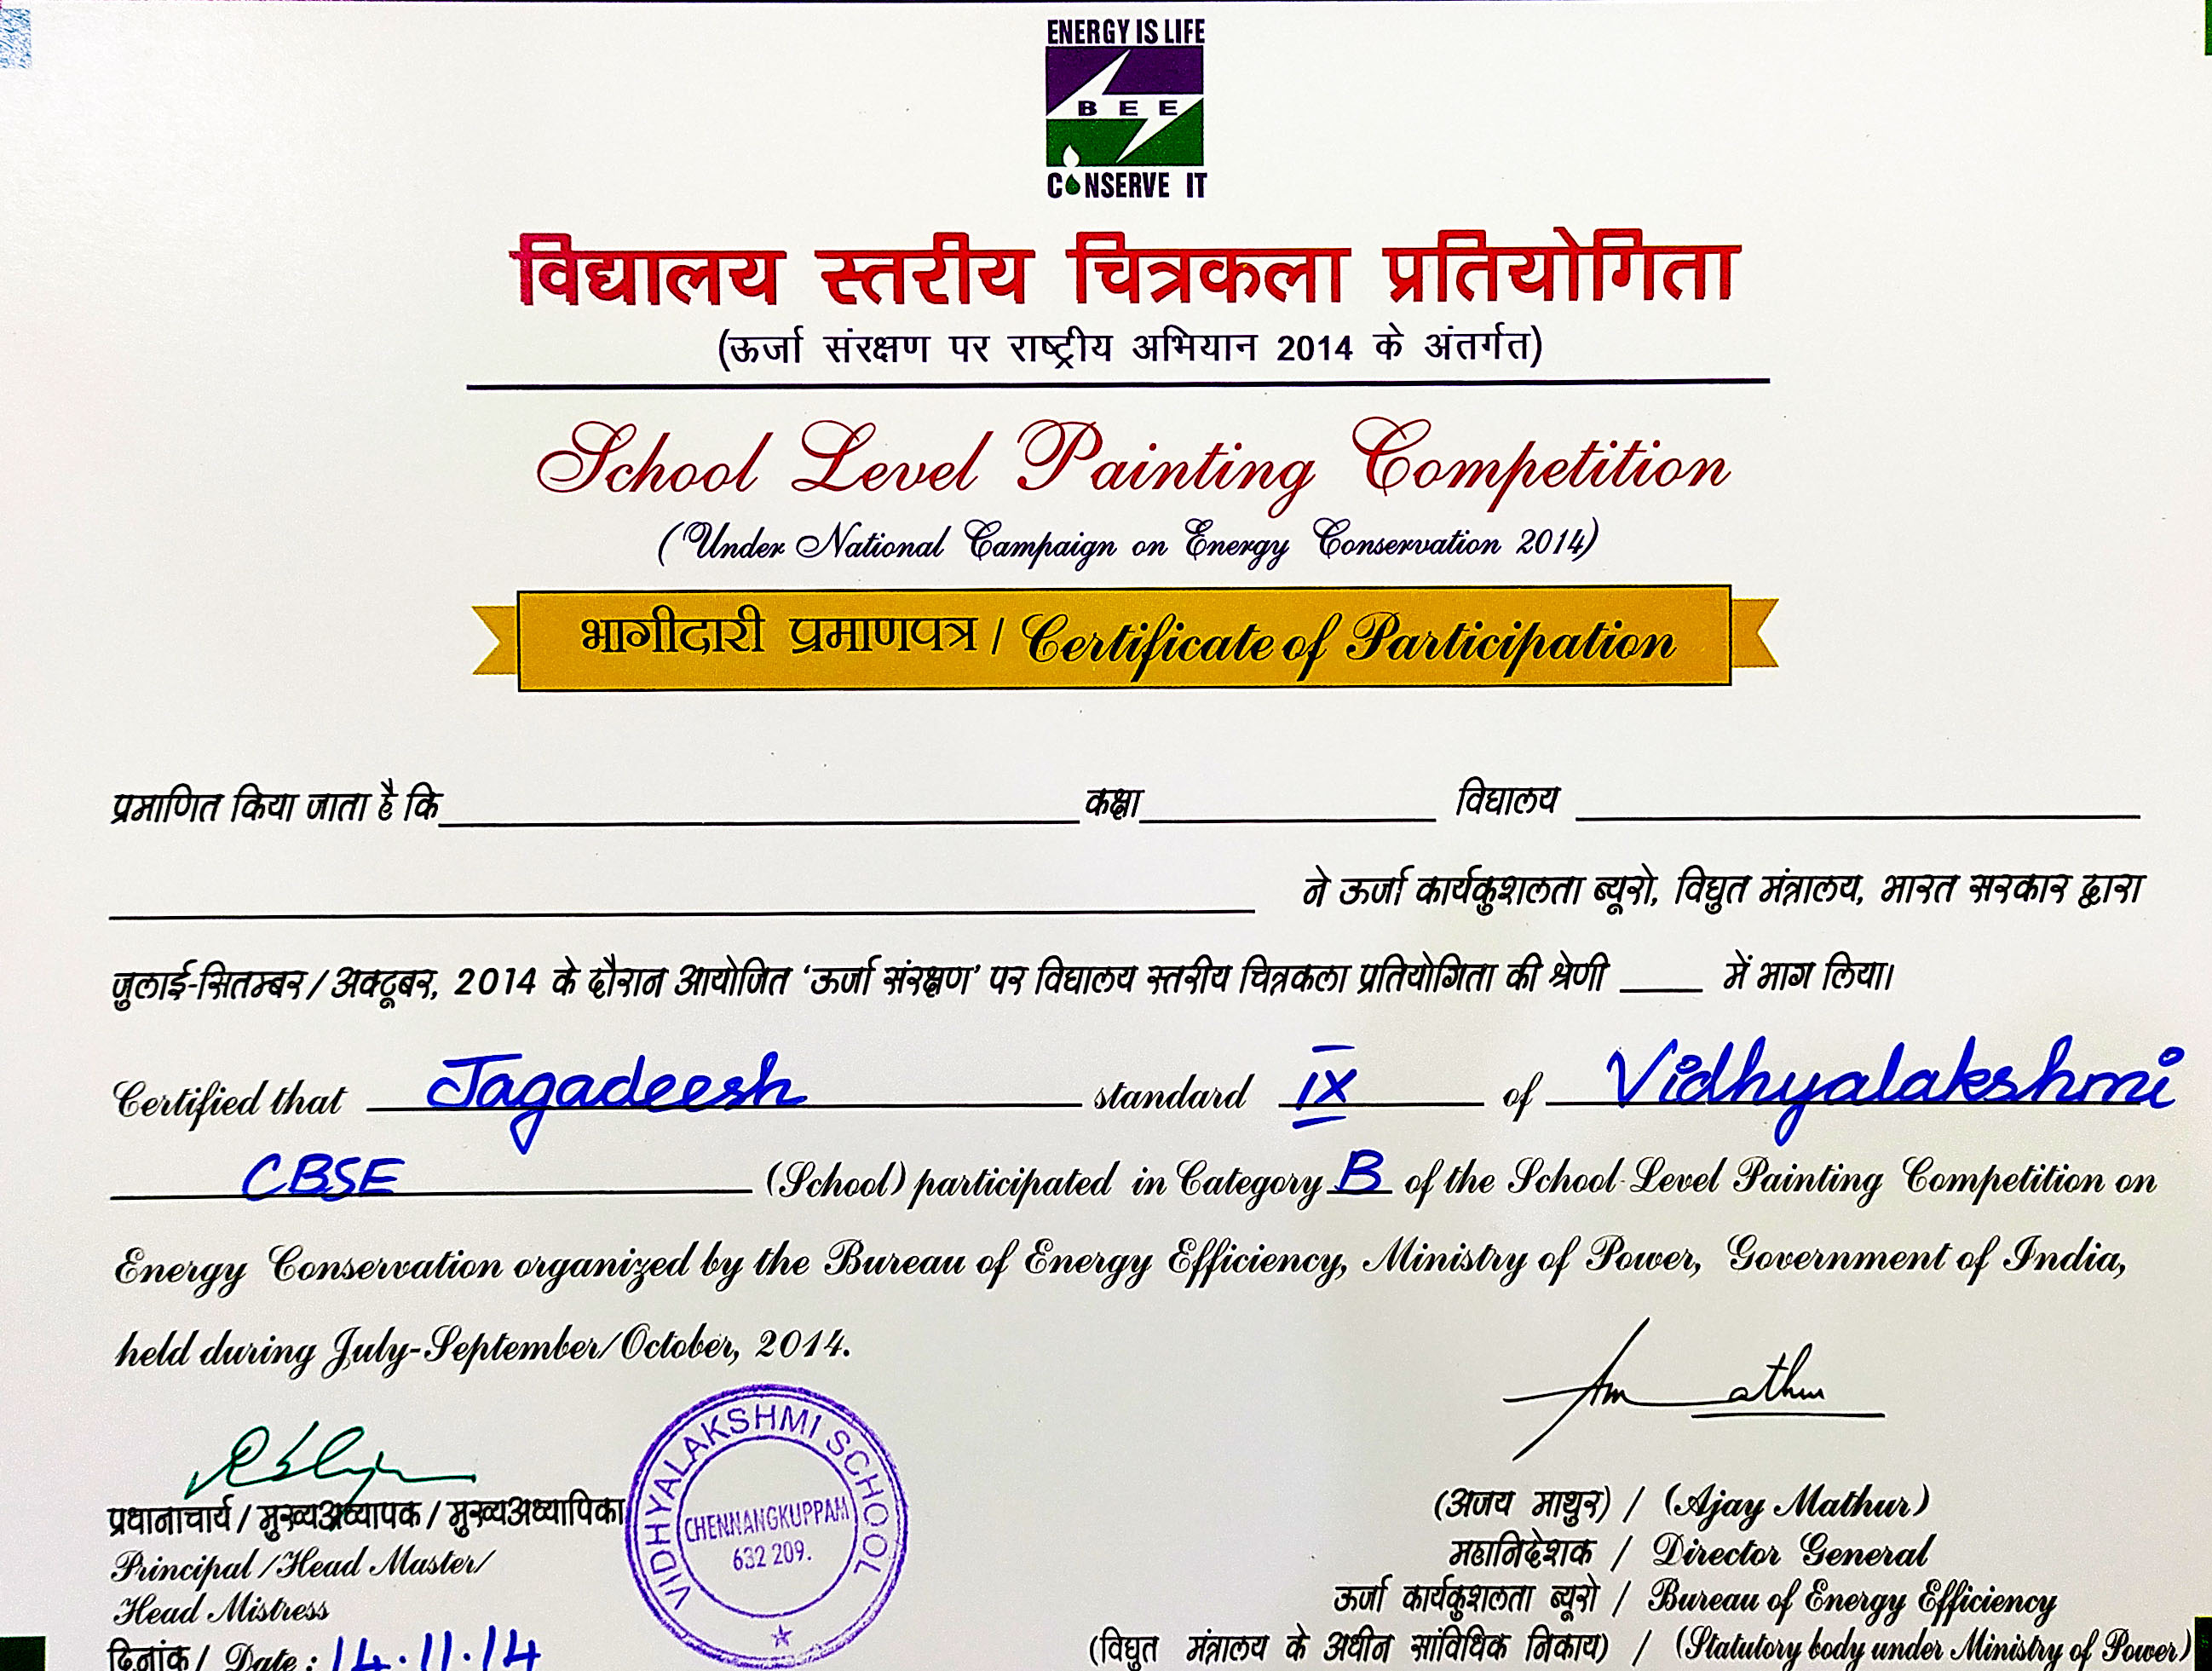 ENERGY IS LIFE
BEE
CONSERVE IT
विद्यालय स्तरीय चित्रकला प्रतियोगिता
(ऊर्जा संरक्षण पर राष्ट्रीय अभियान 2014 के अंतर्गत)
School Level Painting Competition
(Under National Campaign on Energy Conservation 2014)
भागीदारी प्रमाणपत्र / Certificate of Participation
प्रमाणित किया जाता है कि कक्षा विद्यालय
ने ऊर्जा कार्यकुशलता ब्यूरो, विद्युत मंत्रालय, भारत सरकार द्वारा
जुलाई-सितम्बर/अक्टूबर, 2014 के दौरान आयोजित 'ऊर्जा संरक्षण' पर विद्यालय स्तरीय चित्रकला प्रतियोगिता की श्रेणी ____ में भाग लिया।
Certified that Jagadeesh standard IX of Vidhyalakshmi
CBSE (School) participated in Category B of the School Level Painting Competition on
Energy Conservation organized by the Bureau of Energy Efficiency, Ministry of Power, Government of India,
held during July-September/October, 2014.
प्रधानाचार्य / मुख्यअध्यापक / मुख्यअध्यापिका
Principal /Head Master/
Head Mistress
दिनांक / Date : 14.11.14
VIDHYALAKSHMI SCHOOL
CHENNANGKUPPAM
632 209.
(अजय माथुर) / (Ajay Mathur)
महानिदेशक / Director General
ऊर्जा कार्यकुशलता ब्यूरो / Bureau of Energy Efficiency
(विद्युत मंत्रालय के अधीन सांविधिक निकाय) / (Statutory body under Ministry of Power)